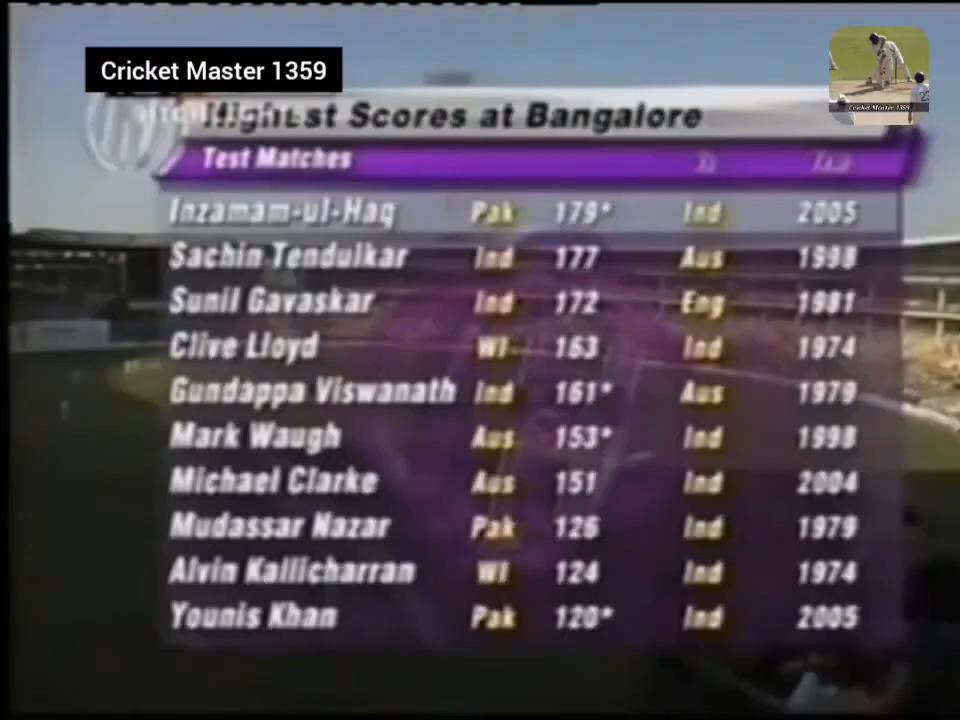 Cricket Master 1359
Cricket Master 1359
Highest Scores at Bangalore
Test Matches
Inzamam-ul-Haq Pak 179* Ind 2005
Sachin Tendulkar Ind 177 Aus 1998
Sunil Gavaskar Ind 172 Eng 1981
Clive Lloyd WI 163 Ind 1974
Gundappa Viswanath Ind 161* Aus 1979
Mark Waugh Aus 153* Ind 1998
Michael Clarke Aus 151 Ind 2004
Mudassar Nazar Pak 126 Ind 1979
Alvin Kallicharran WI 124 Ind 1974
Younis Khan Pak 120* Ind 2005